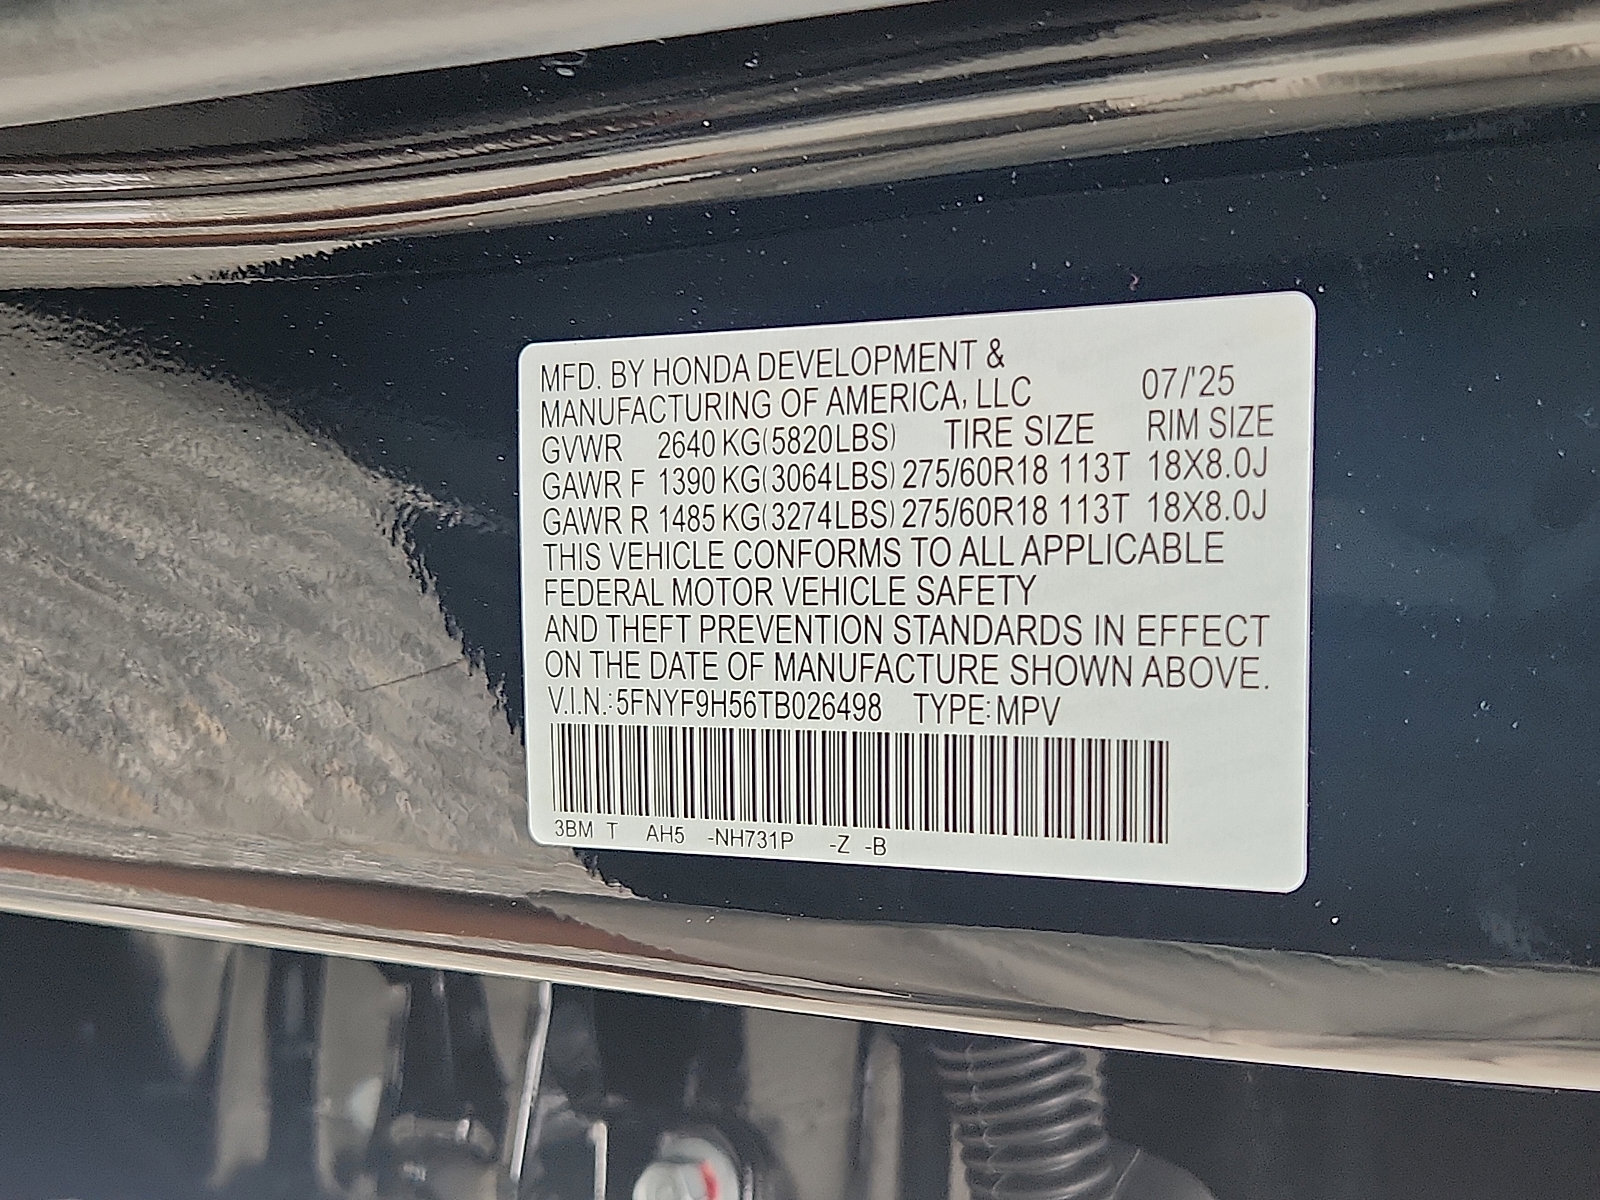 MFD. BY HONDA DEVELOPMENT &
MANUFACTURING OF AMERICA, LLC 07/'25
GVWR 2640 KG(5820LBS) TIRE SIZE RIM SIZE
GAWR F 1390 KG(3064LBS) 275/60R18 113T 18X8.0J
GAWR R 1485 KG(3274LBS) 275/60R18 113T 18X8.0J
THIS VEHICLE CONFORMS TO ALL APPLICABLE
FEDERAL MOTOR VEHICLE SAFETY
AND THEFT PREVENTION STANDARDS IN EFFECT
ON THE DATE OF MANUFACTURE SHOWN ABOVE.
V.I.N.:5FNYF9H56TB026498 TYPE:MPV
3BM T AH5 -NH731P -Z -B